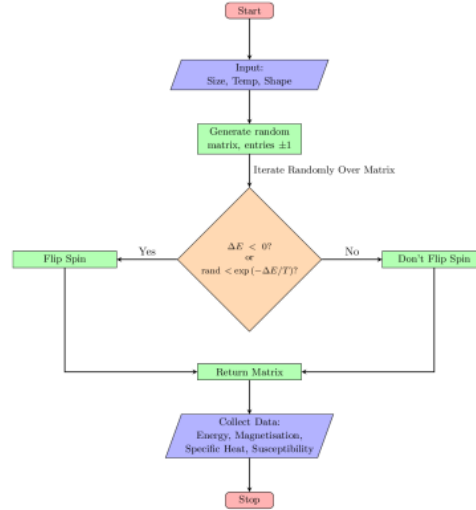 Start
Input:
Size, Temp, Shape
Generate random
matrix, entries ±1
Iterate Randomly Over Matrix
ΔE < 0?
or
rand < exp (−ΔE/T)?
Yes
No
Flip Spin
Don't Flip Spin
Return Matrix
Collect Data:
Energy, Magnetisation,
Specific Heat, Susceptibility
Stop